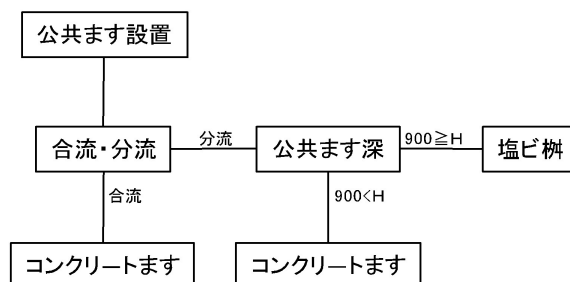 公共ます設置
合流・分流
分流
公共ます深
900≧H
塩ビ桝
合流
900<H
コンクリートます
コンクリートます